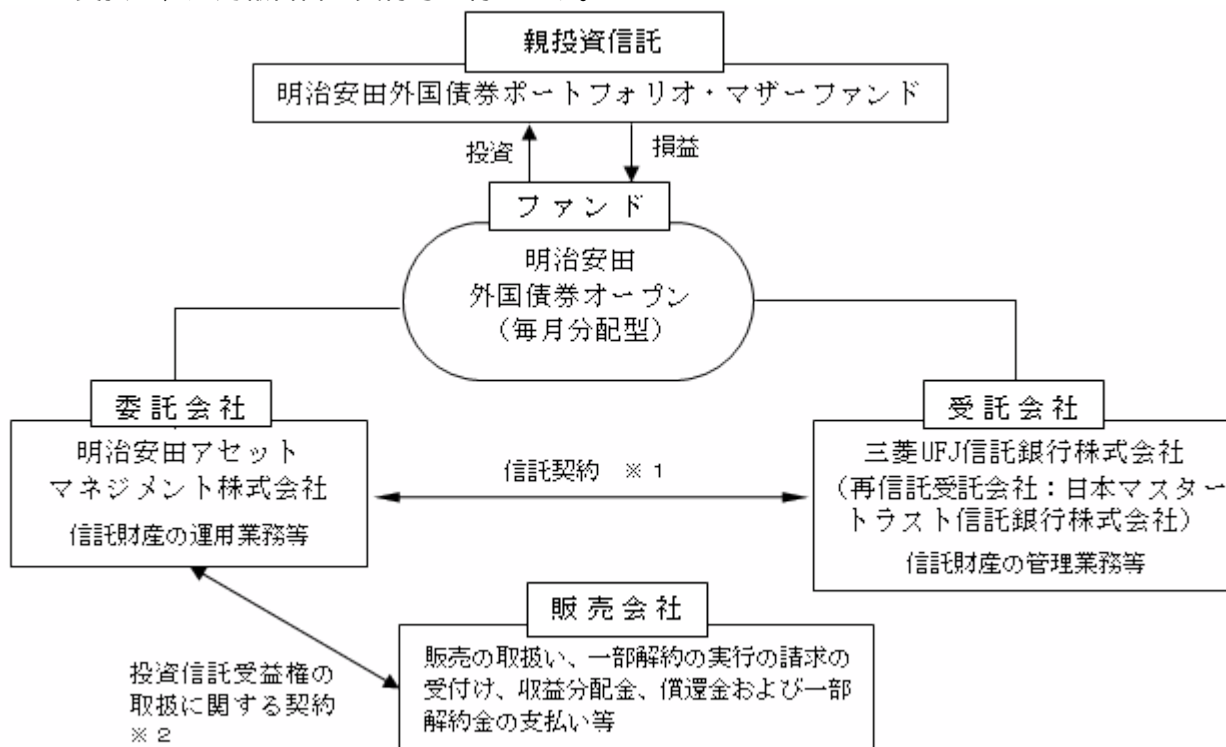 親投資信託
明治安田外国債券ポートフォリオ・マザーファンド
投資
損益
ファンド
明治安田
外国債券オープン
(毎月分配型)
委託会社
明治安田アセット
マネジメント株式会社
信託財産の運用業務等
信託契約 ※1
受託会社
三菱UFJ信託銀行株式会社
(再信託受託会社:日本マスター
トラスト信託銀行株式会社)
信託財産の管理業務等
販売会社
販売の取扱い、一部解約の実行の請求の
受付け、収益分配金、償還金および一部
解約金の支払い等
投資信託受益権の
取扱に関する契約
※2